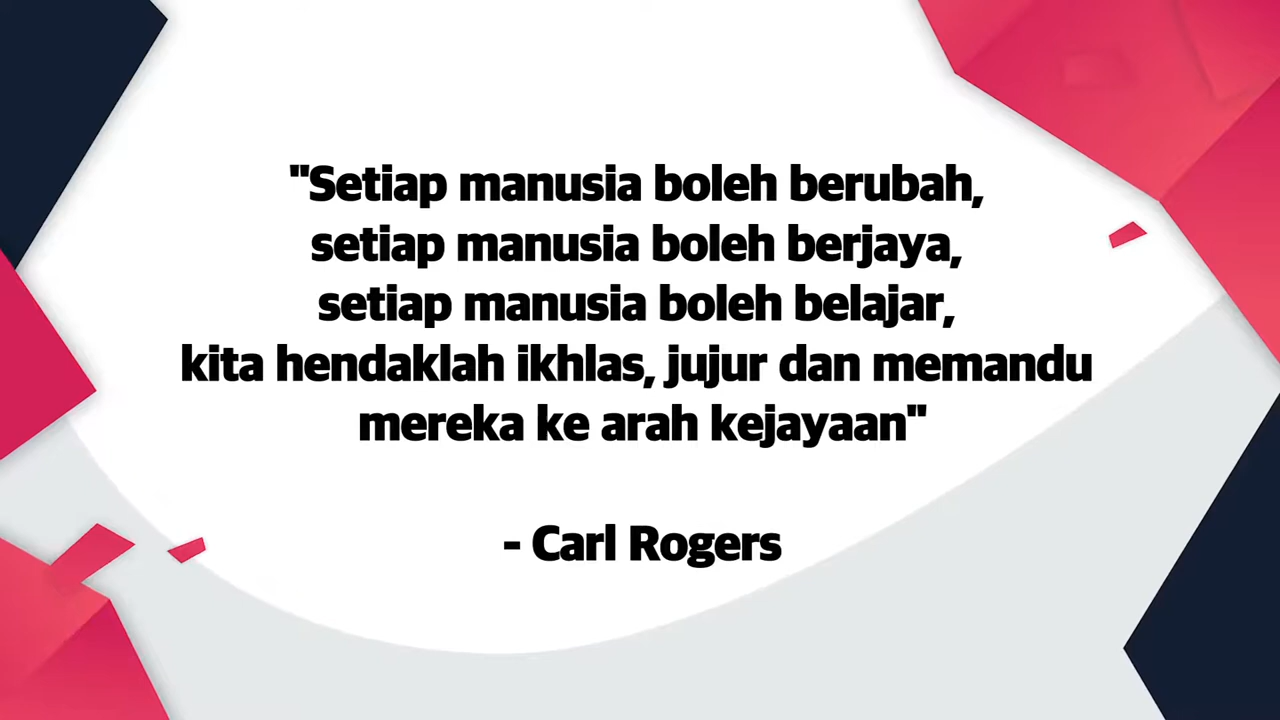 "Setiap manusia boleh berubah,
setiap manusia boleh berjaya,
setiap manusia boleh belajar,
kita hendaklah ikhlas, jujur dan memandu
mereka ke arah kejayaan"
- Carl Rogers